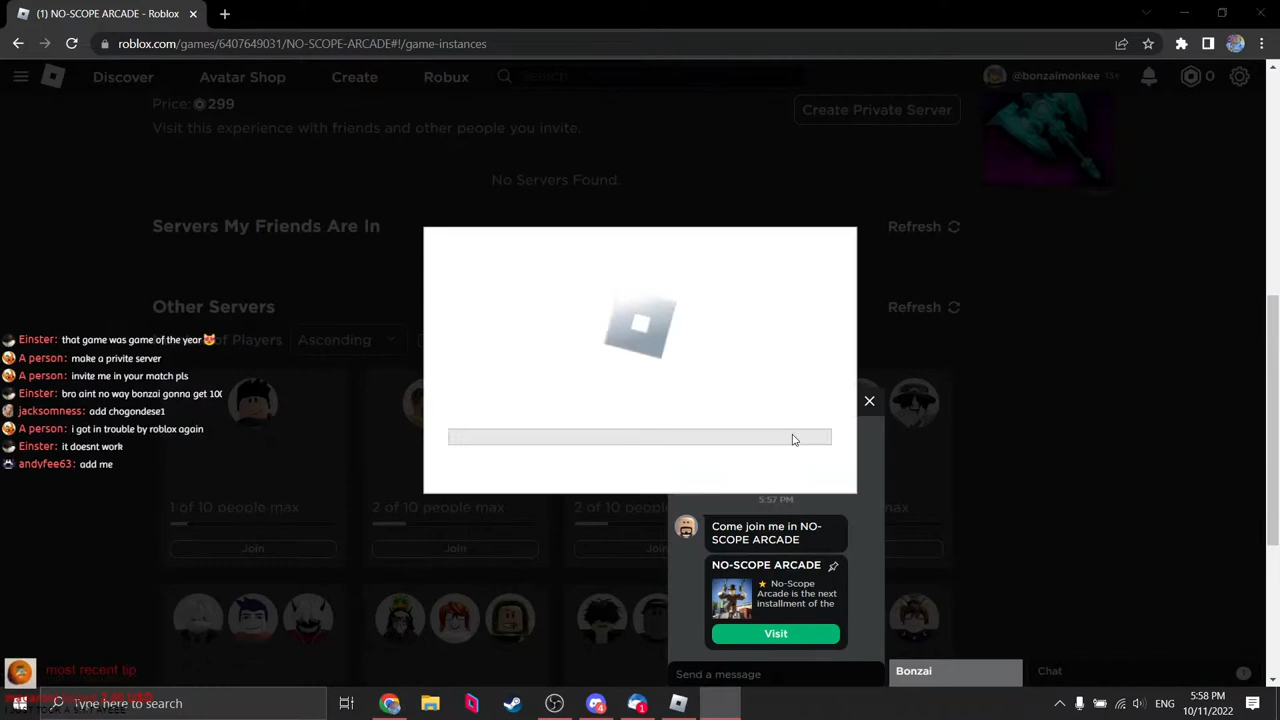 (1) NO-SCOPE ARCADE - Roblox
roblox.com/games/6407649031/NO-SCOPE-ARCADE#!/game-instances
Discover
Avatar Shop
Create
Robux
Search
@bonzaimonkee 13+
0
Price: 299
Create Private Server
Visit this experience with friends and other people you invite.
No Servers Found.
Servers My Friends Are In
Refresh
Other Servers
Refresh
of Players
Ascending
Einster: that game was game of the year
A person: make a privite server
A person: invite me in your match pls
Einster: bro aint no way bonzai gonna get 100
jacksomness: add chogondese1
A person: i got in trouble by roblox again
Einster: it doesnt work
andyfee63: add me
1 of 10 people max
2 of 10 people max
Join
Join
Join
5:57 PM
Come join me in NO-
SCOPE ARCADE
NO-SCOPE ARCADE
No-Scope
Arcade is the next
installment of the
Visit
Send a message
Bonzai
Chat
most recent tip
Type here to search
1
ENG
5:58 PM
10/11/2022